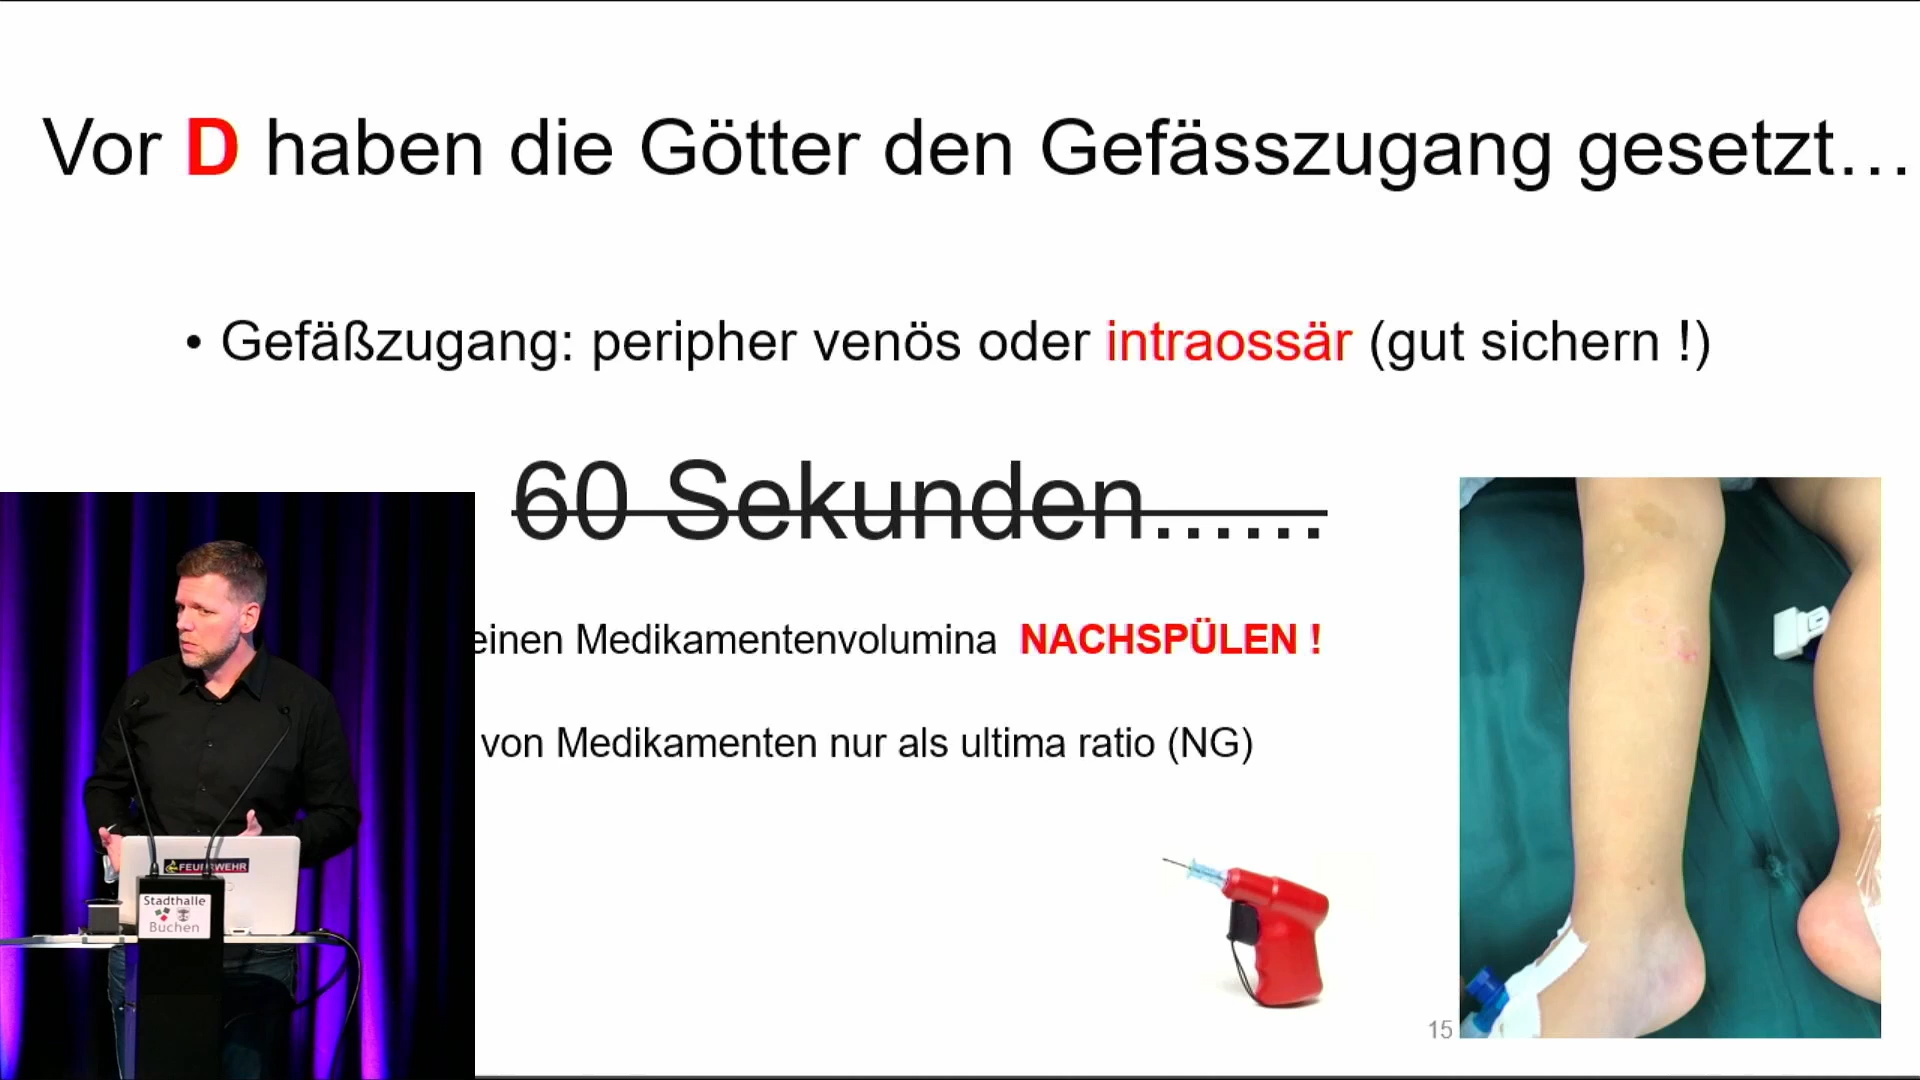 Vor D haben die Götter den Gefässzugang gesetzt…
• Gefäßzugang: peripher venös oder intraossär (gut sichern !)
60 Sekunden……
einen Medikamentenvolumina NACHSPÜLEN !
von Medikamenten nur als ultima ratio (NG)
FEUERWEHR
Stadthalle
Buchen
15